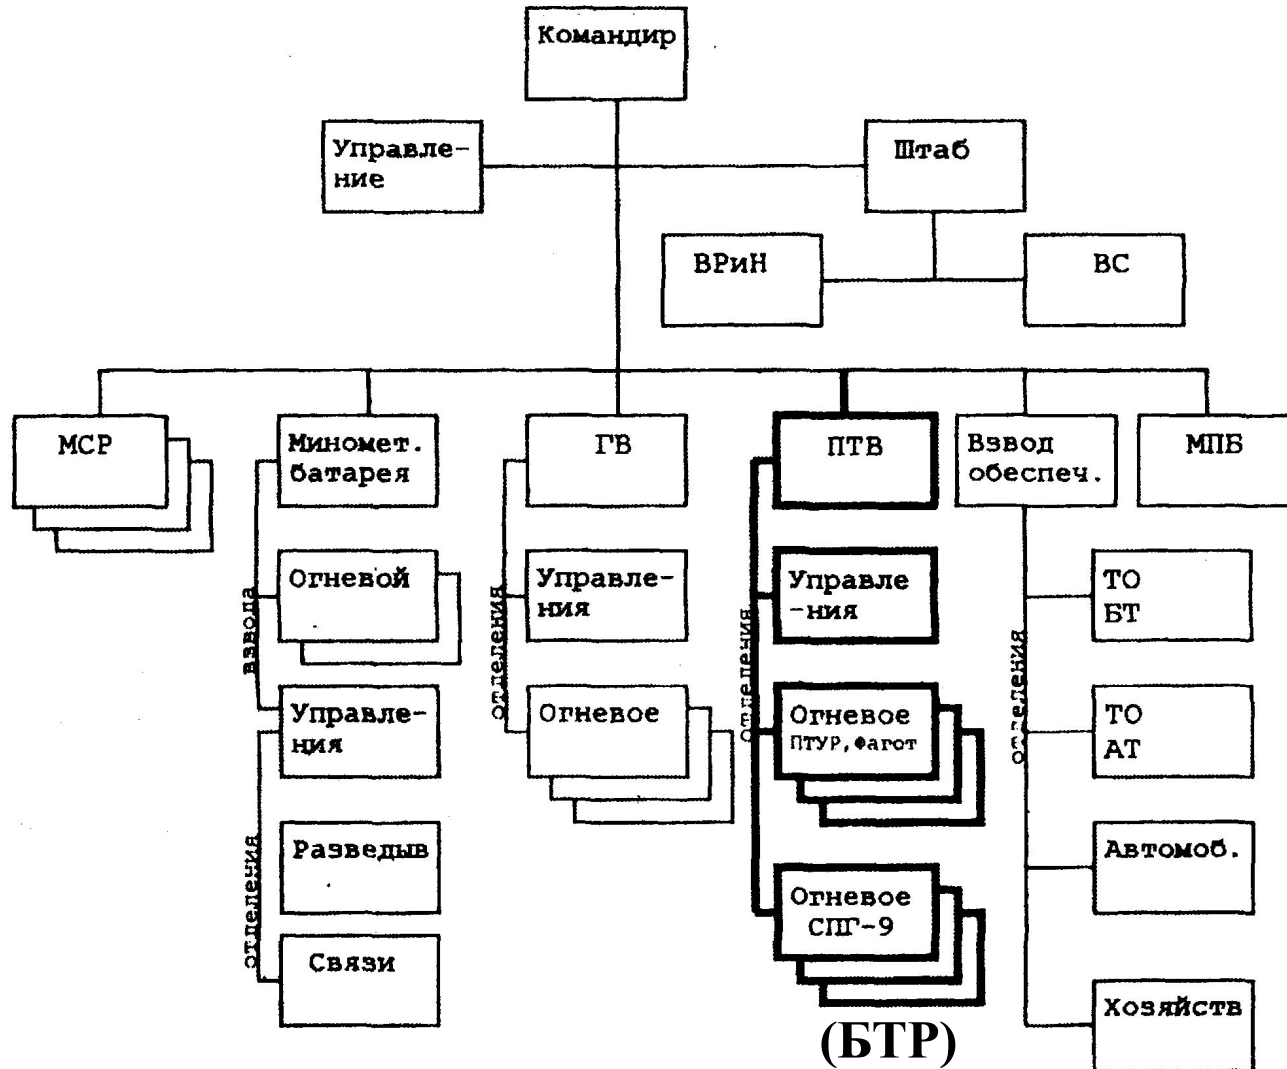 Командир
Управле-
ние
Штаб
ВРиН
ВС
МСР
Миномет.
батарея
ГВ
ПТВ
Взвод
обеспеч.
МПБ
взвода
Огневой
Управле-
ния
отделения
Разведыв
Связи
отделения
Управле-
ния
Огневое
отделения
Управле
-ния
Огневое
ПТУР, Фагот
Огневое
СПГ-9
(БТР)
отделения
ТО
БТ
ТО
АТ
Автомоб.
Хозяйств